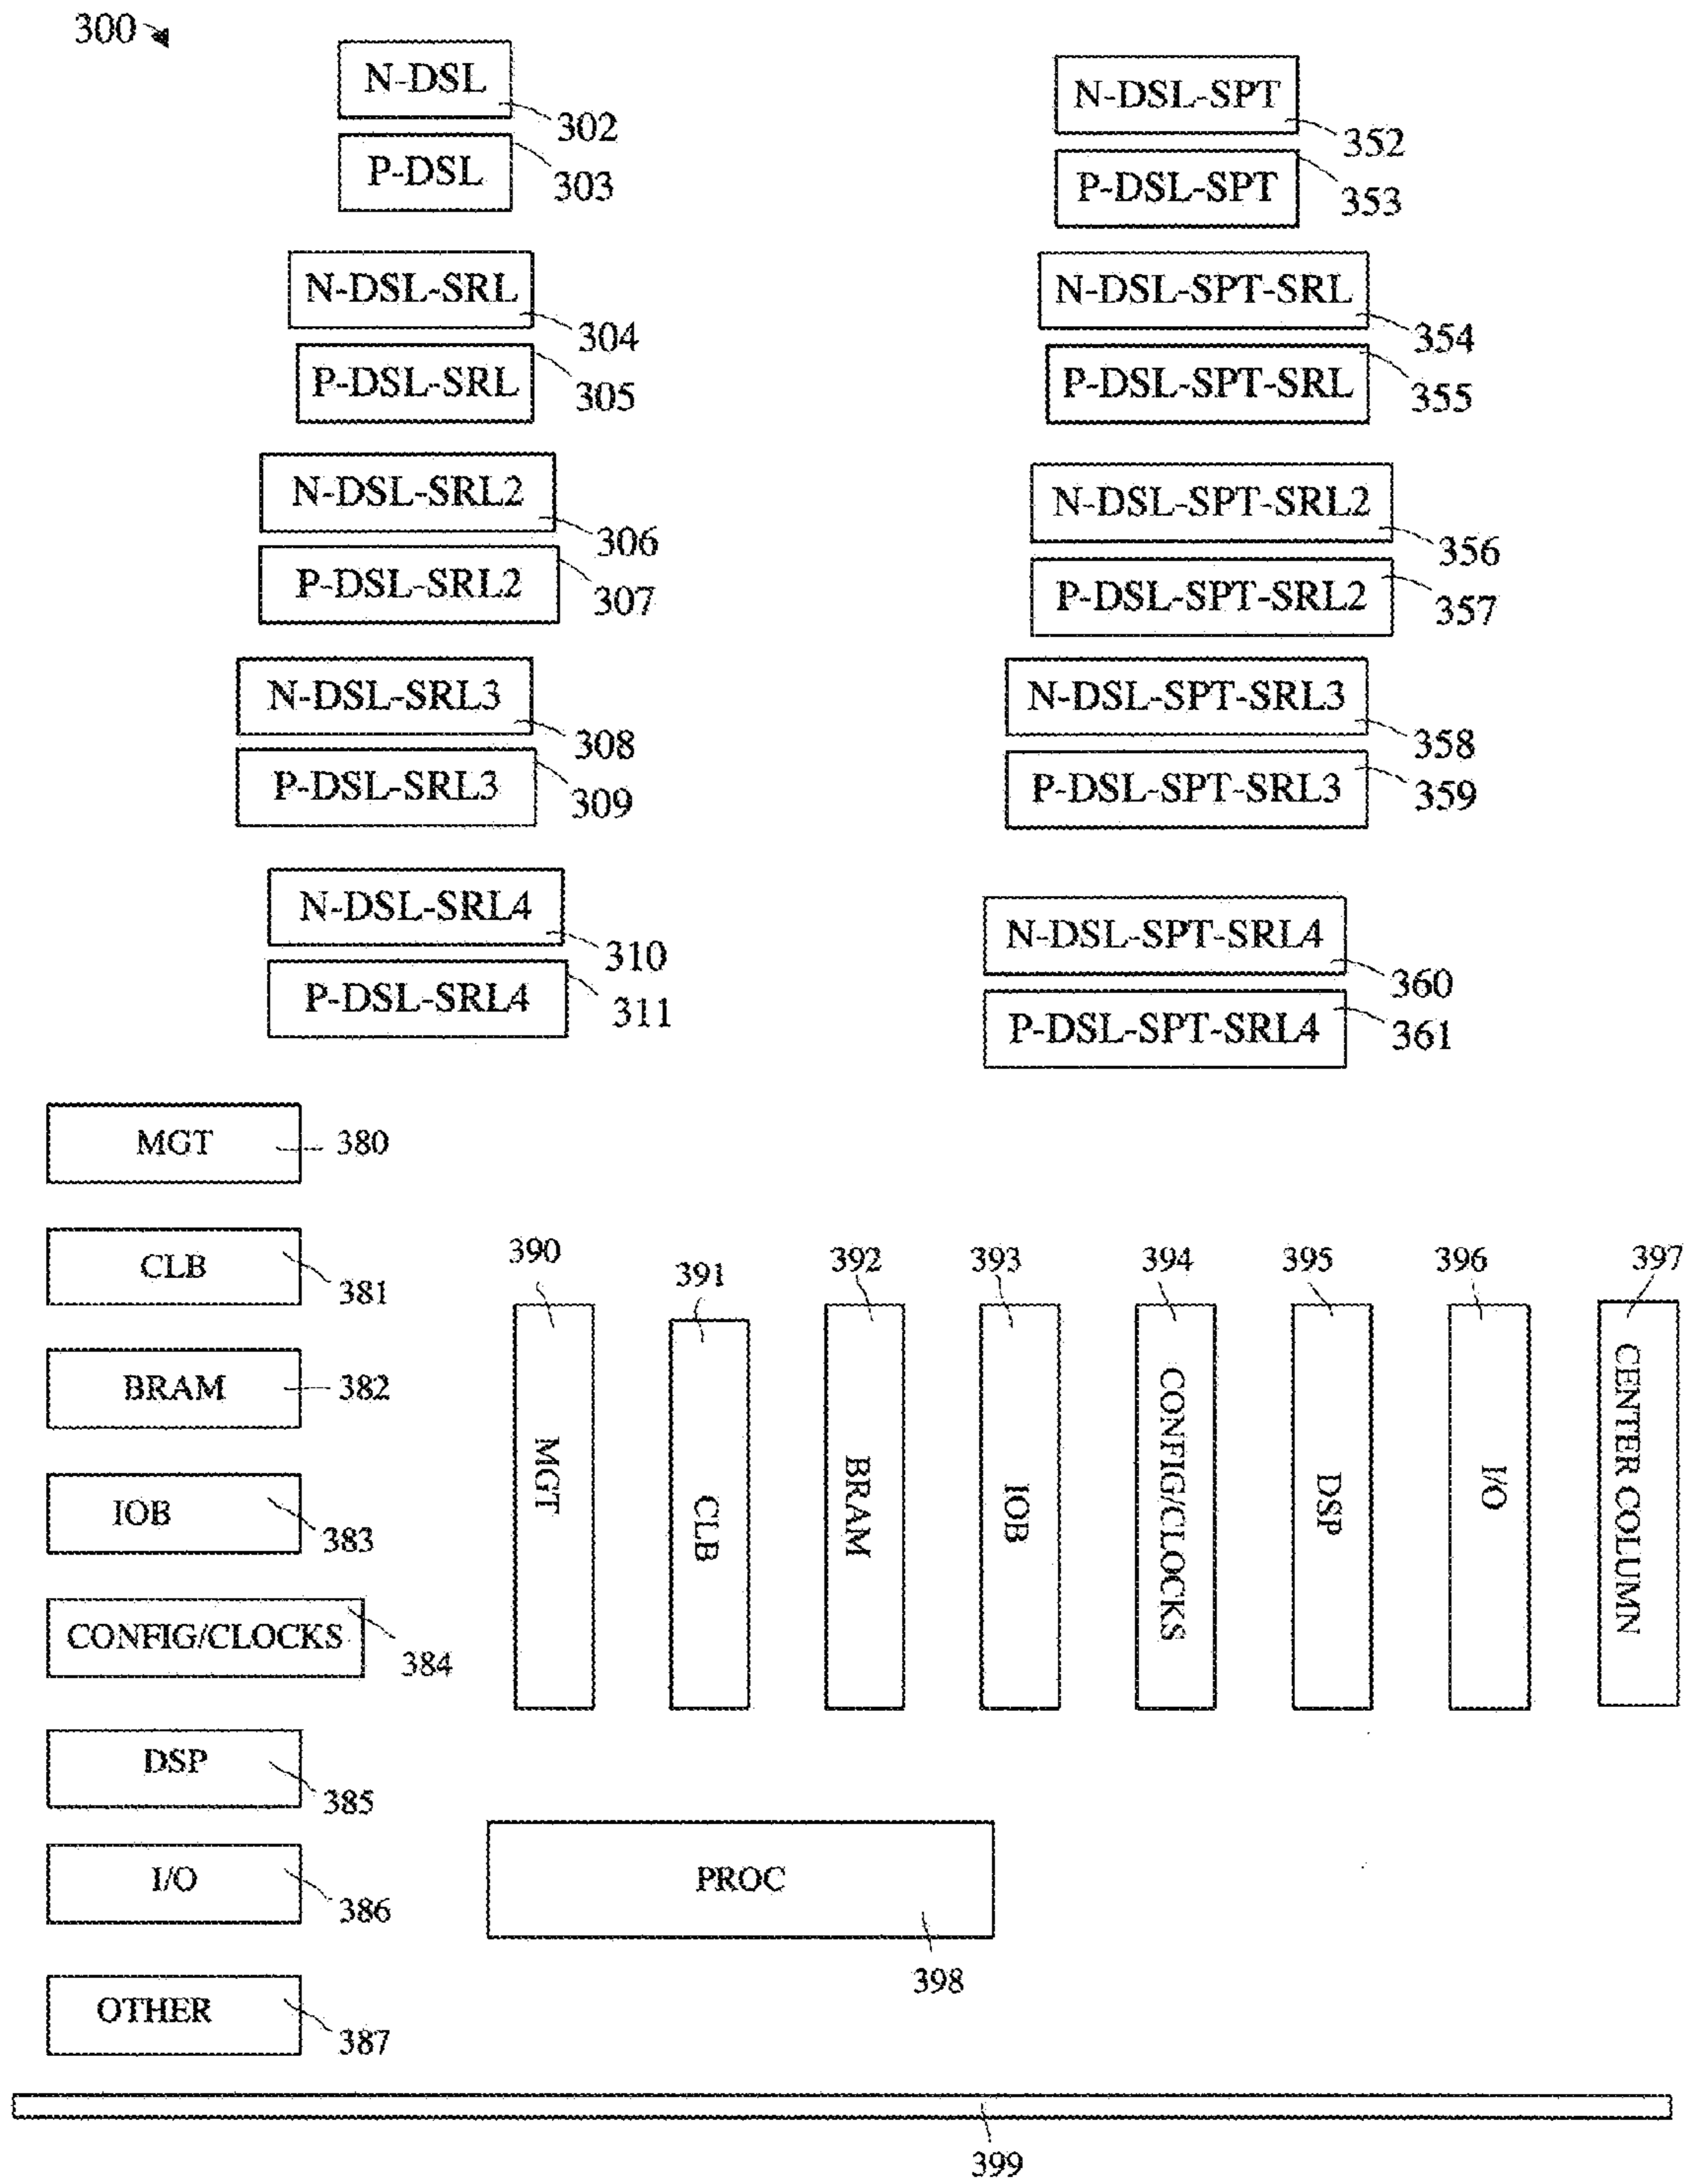 300
N-DSL
302
P-DSL
303
N-DSL-SRL
304
P-DSL-SRL
305
N-DSL-SRL2
306
P-DSL-SRL2
307
N-DSL-SRL3
308
P-DSL-SRL3
309
N-DSL-SRL4
310
P-DSL-SRL4
311
N-DSL-SPT
352
P-DSL-SPT
353
N-DSL-SPT-SRL
354
P-DSL-SPT-SRL
355
N-DSL-SPT-SRL2
356
P-DSL-SPT-SRL2
357
N-DSL-SPT-SRL3
358
P-DSL-SPT-SRL3
359
N-DSL-SPT-SRL4
360
P-DSL-SPT-SRL4
361
MGT
380
CLB
381
BRAM
382
IOB
383
CONFIG/CLOCKS
384
DSP
385
I/O
386
OTHER
387
390
MGT
391
CLB
392
BRAM
393
IOB
394
CONFIG/CLOCKS
395
DSP
396
I/O
397
CENTER COLUMN
PROC
398
399